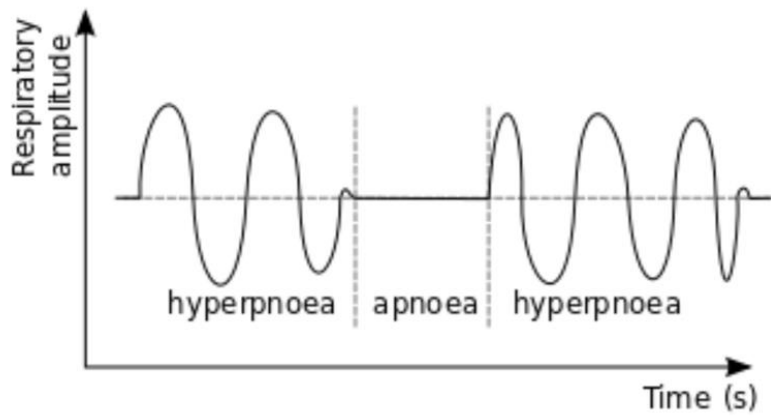 Respiratory
amplitude
hyperpnoea
apnoea
hyperpnoea
Time (s)